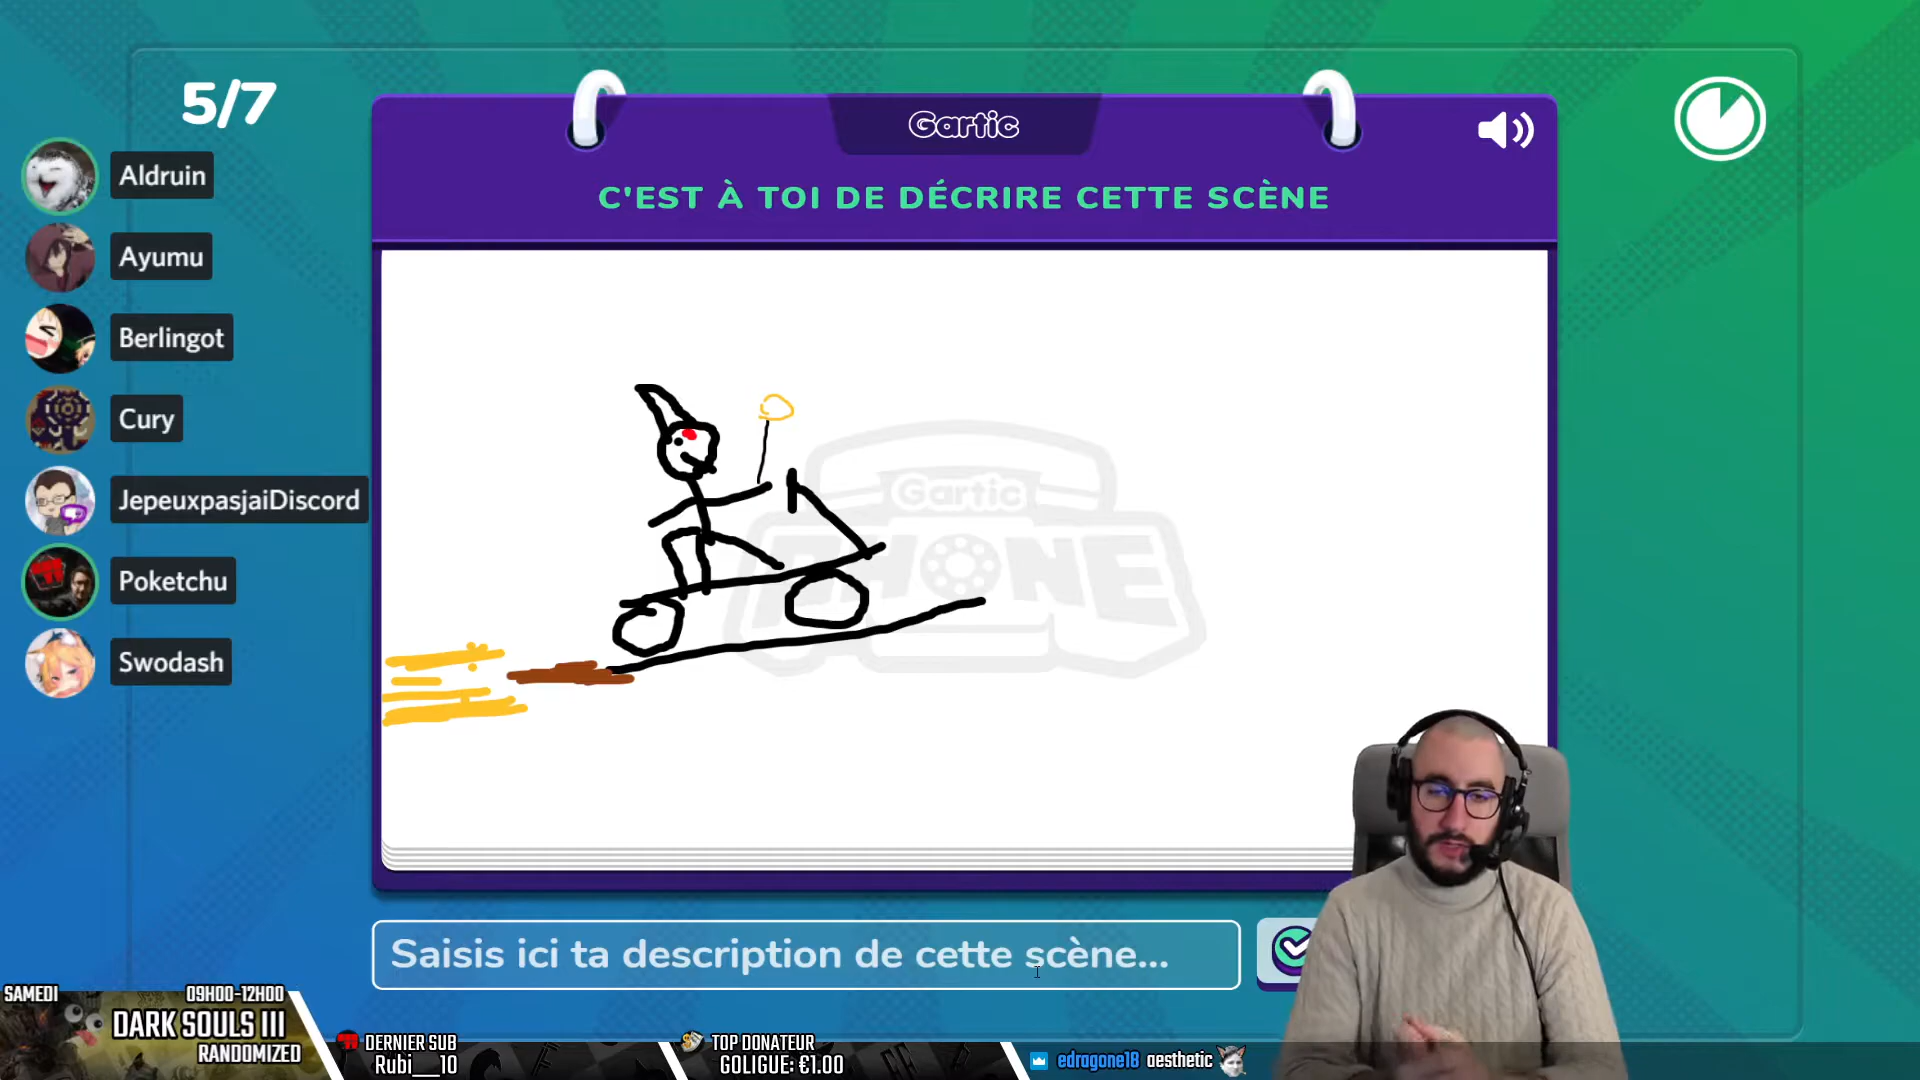 5/7
Gartic
C'EST À TOI DE DÉCRIRE CETTE SCÈNE
Aldruin
Ayumu
Berlingot
Cury
JepeuxpasjaiDiscord
Poketchu
Swodash
Gartic
PHONE
Saisis ici ta description de cette scène...
SAMEDI 09H00-12H00
DARK SOULS III
RANDOMIZED
DERNIER SUB
Rubi__10
TOP DONATEUR
GOLIGUE: €1.00
edragone18 aesthetic